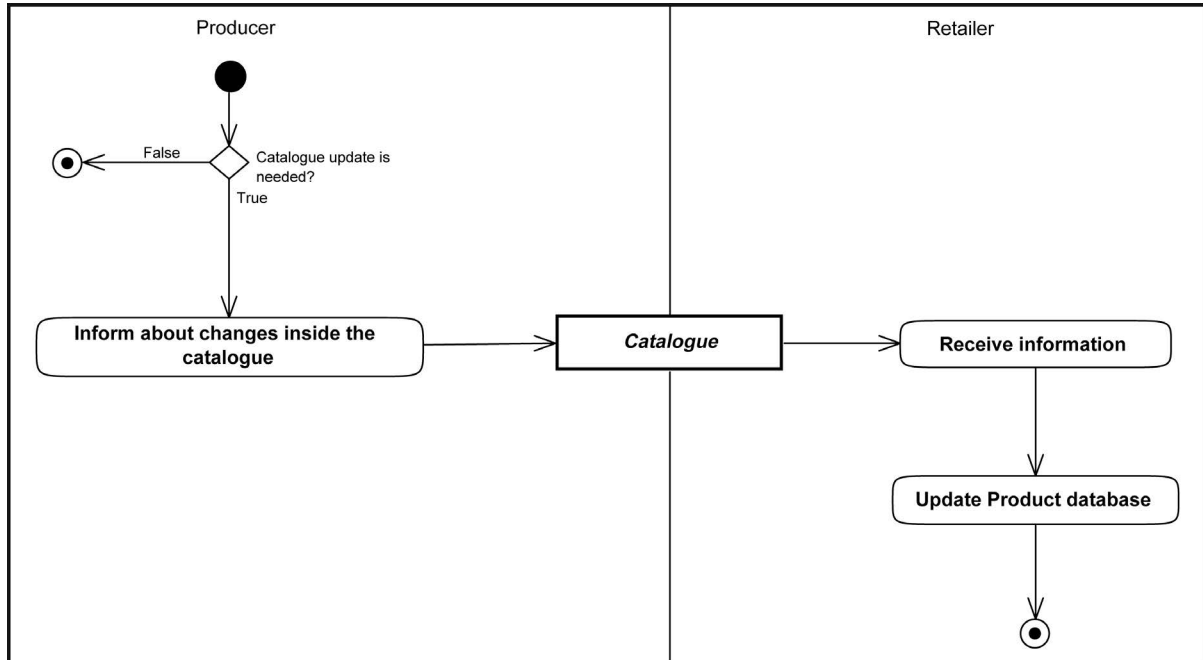 Producer
Retailer
False
Catalogue update is
needed?
True
Inform about changes inside the
catalogue
Catalogue
Receive information
Update Product database